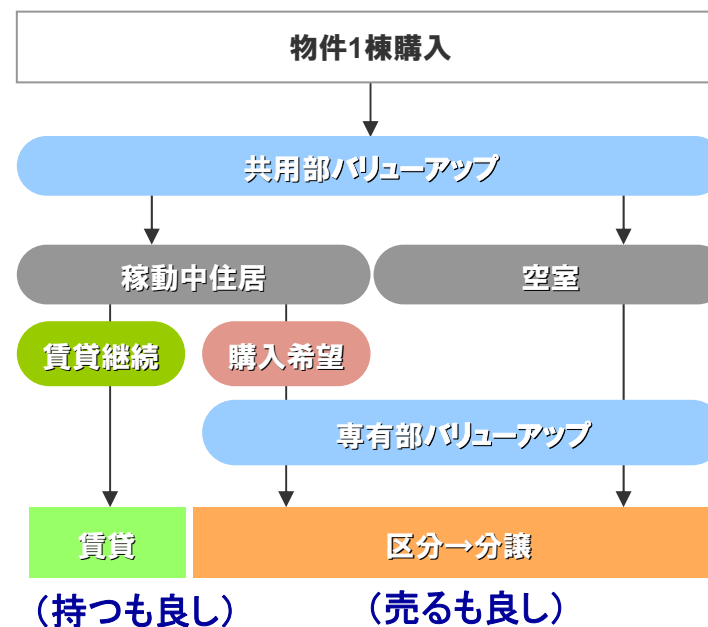 物件1棟購入
共用部バリューアップ
稼動中住居
空室
賃貸継続
購入希望
専有部バリューアップ
賃貸
区分→分譲
（持つも良し）
（売るも良し）